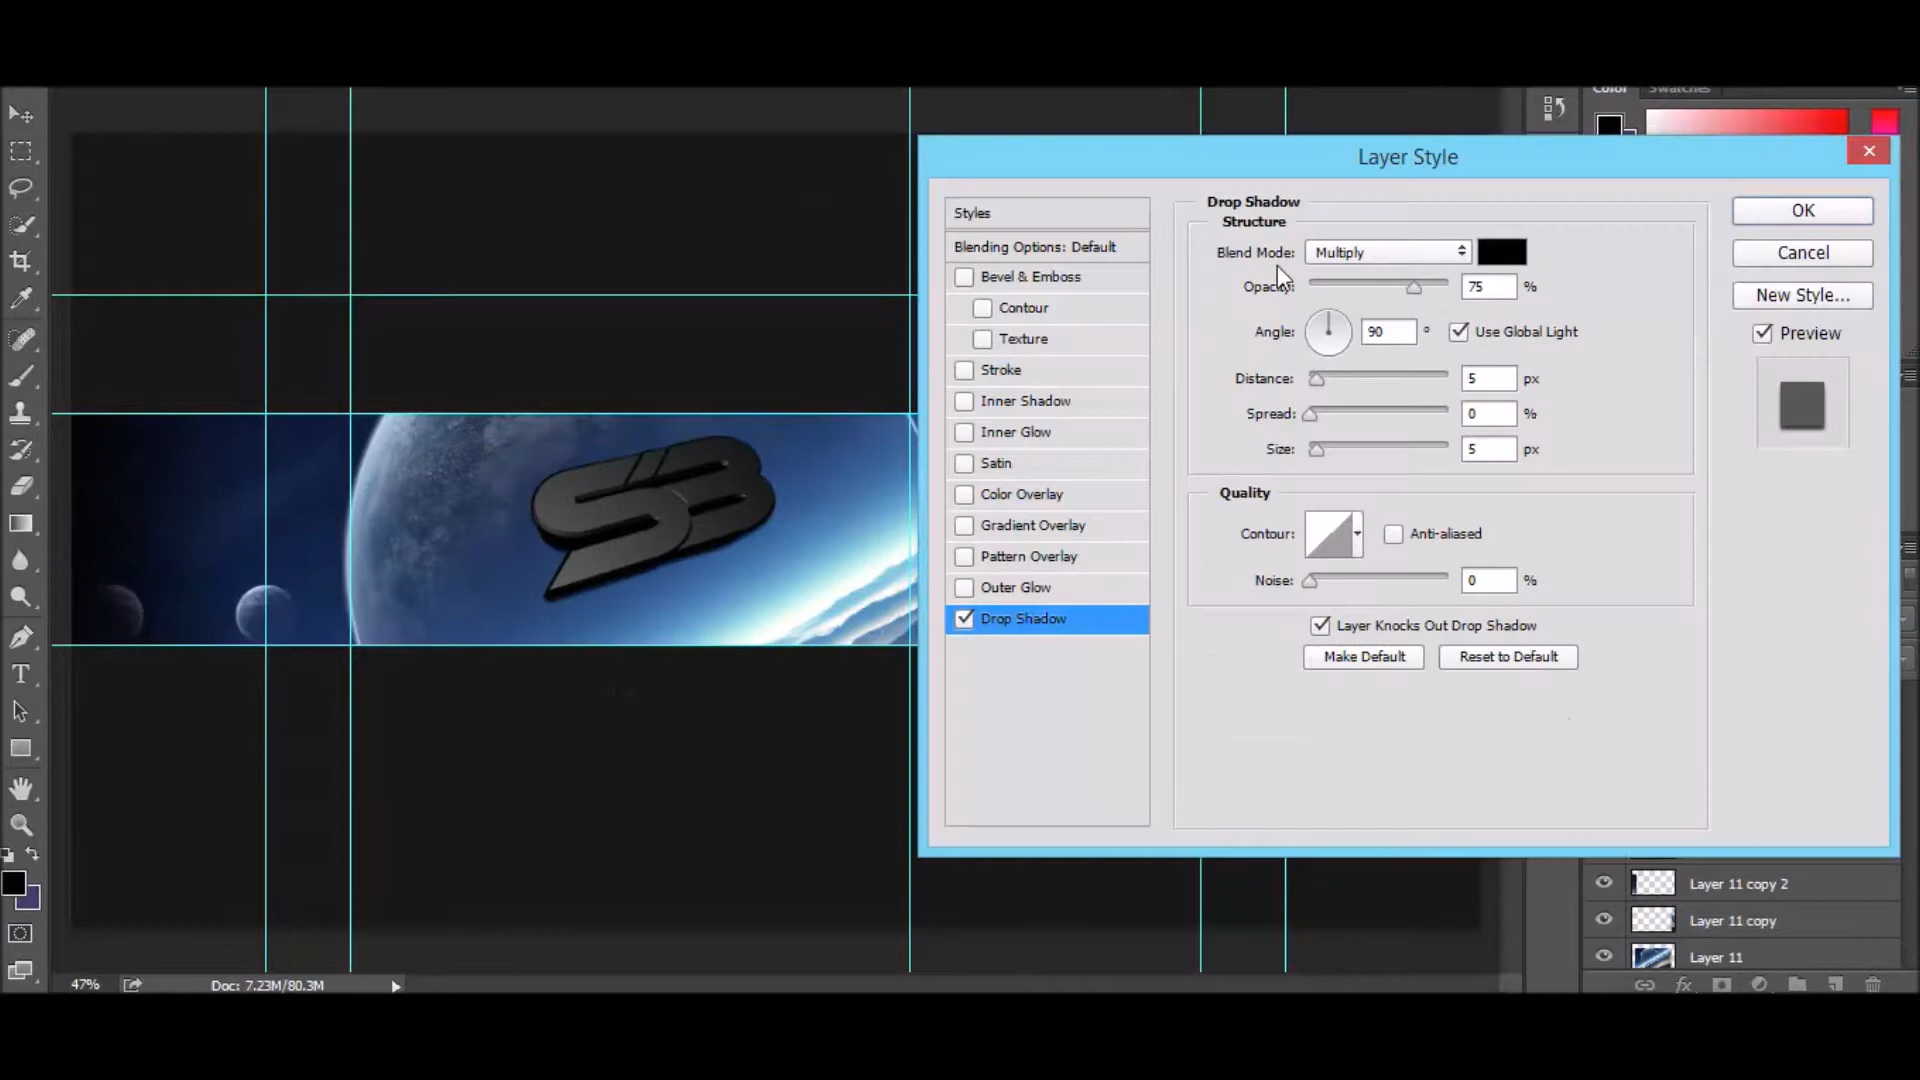 Color Swatches
Layer Style
Styles
Blending Options: Default
Bevel & Emboss
Contour
Texture
Stroke
Inner Shadow
Inner Glow
Satin
Color Overlay
Gradient Overlay
Pattern Overlay
Outer Glow
Drop Shadow
Drop Shadow
Structure
Blend Mode: Multiply
Opacity: 75 %
Angle: 90 ° Use Global Light
Distance: 5 px
Spread: 0 %
Size: 5 px
Quality
Contour: Anti-aliased
Noise: 0 %
Layer Knocks Out Drop Shadow
Make Default Reset to Default
OK
Cancel
New Style...
Preview
SB
T
Layer 11 copy 2
Layer 11 copy
Layer 11
fx
47% Doc: 7.23M/80.3M